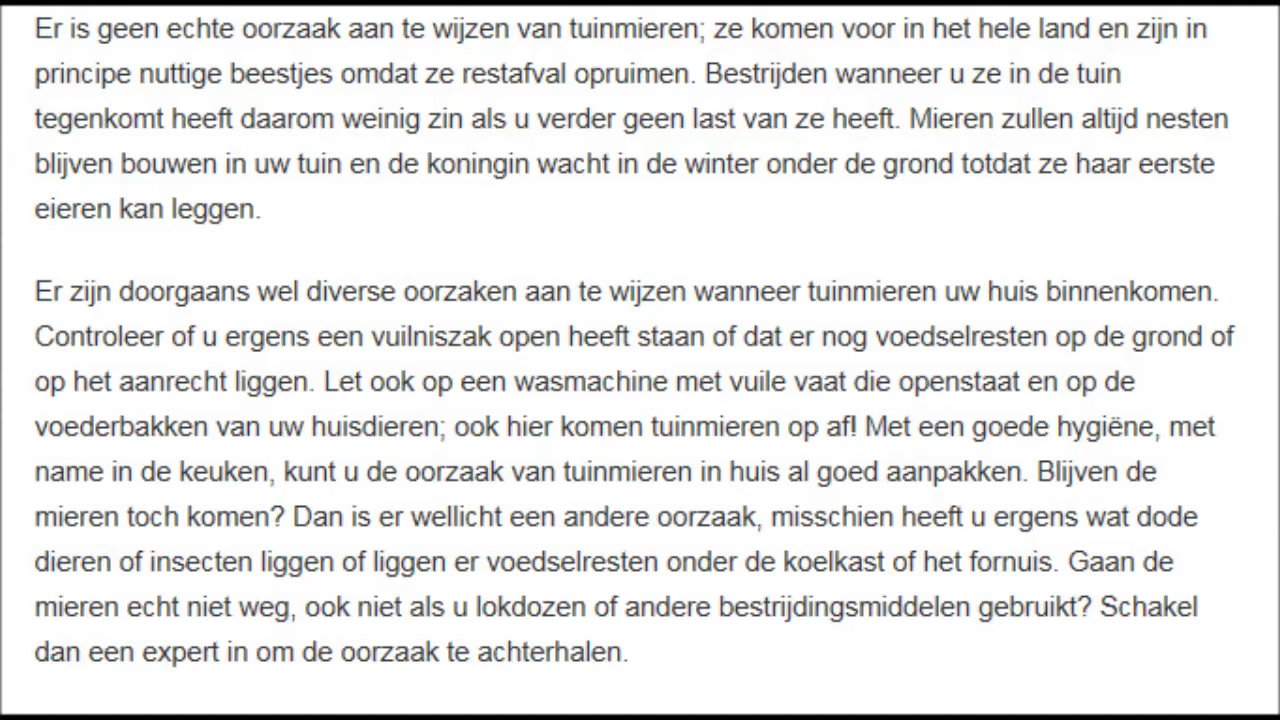 Er is geen echte oorzaak aan te wijzen van tuinmieren; ze komen voor in het hele land en zijn in
principe nuttige beestjes omdat ze restafval opruimen. Bestrijden wanneer u ze in de tuin
tegenkomt heeft daarom weinig zin als u verder geen last van ze heeft. Mieren zullen altijd nesten
blijven bouwen in uw tuin en de koningin wacht in de winter onder de grond totdat ze haar eerste
eieren kan leggen.
Er zijn doorgaans wel diverse oorzaken aan te wijzen wanneer tuinmieren uw huis binnenkomen.
Controleer of u ergens een vuilniszak open heeft staan of dat er nog voedselresten op de grond of
op het aanrecht liggen. Let ook op een wasmachine met vuile vaat die openstaat en op de
voederbakken van uw huisdieren; ook hier komen tuinmieren op af! Met een goede hygiëne, met
name in de keuken, kunt u de oorzaak van tuinmieren in huis al goed aanpakken. Blijven de
mieren toch komen? Dan is er wellicht een andere oorzaak, misschien heeft u ergens wat dode
dieren of insecten liggen of liggen er voedselresten onder de koelkast of het fornuis. Gaan de
mieren echt niet weg, ook niet als u lokdozen of andere bestrijdingsmiddelen gebruikt? Schakel
dan een expert in om de oorzaak te achterhalen.